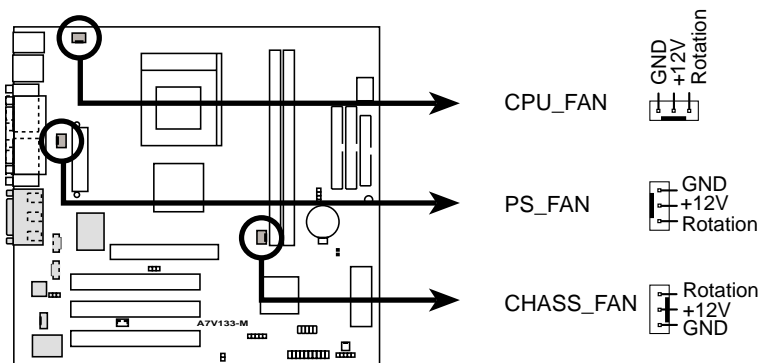 GND
+12V
Rotation
CPU_FAN
GND
PS_FAN
+12V
Rotation
Rotation
CHASS_FAN
+12V
GND
A7V133-M